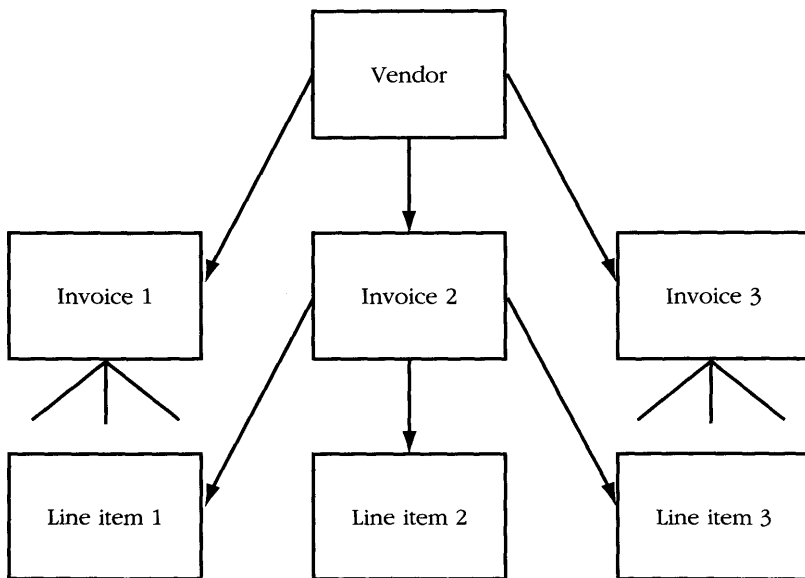 Vendor
Invoice 1
Invoice 2
Invoice 3
Line item 1
Line item 2
Line item 3